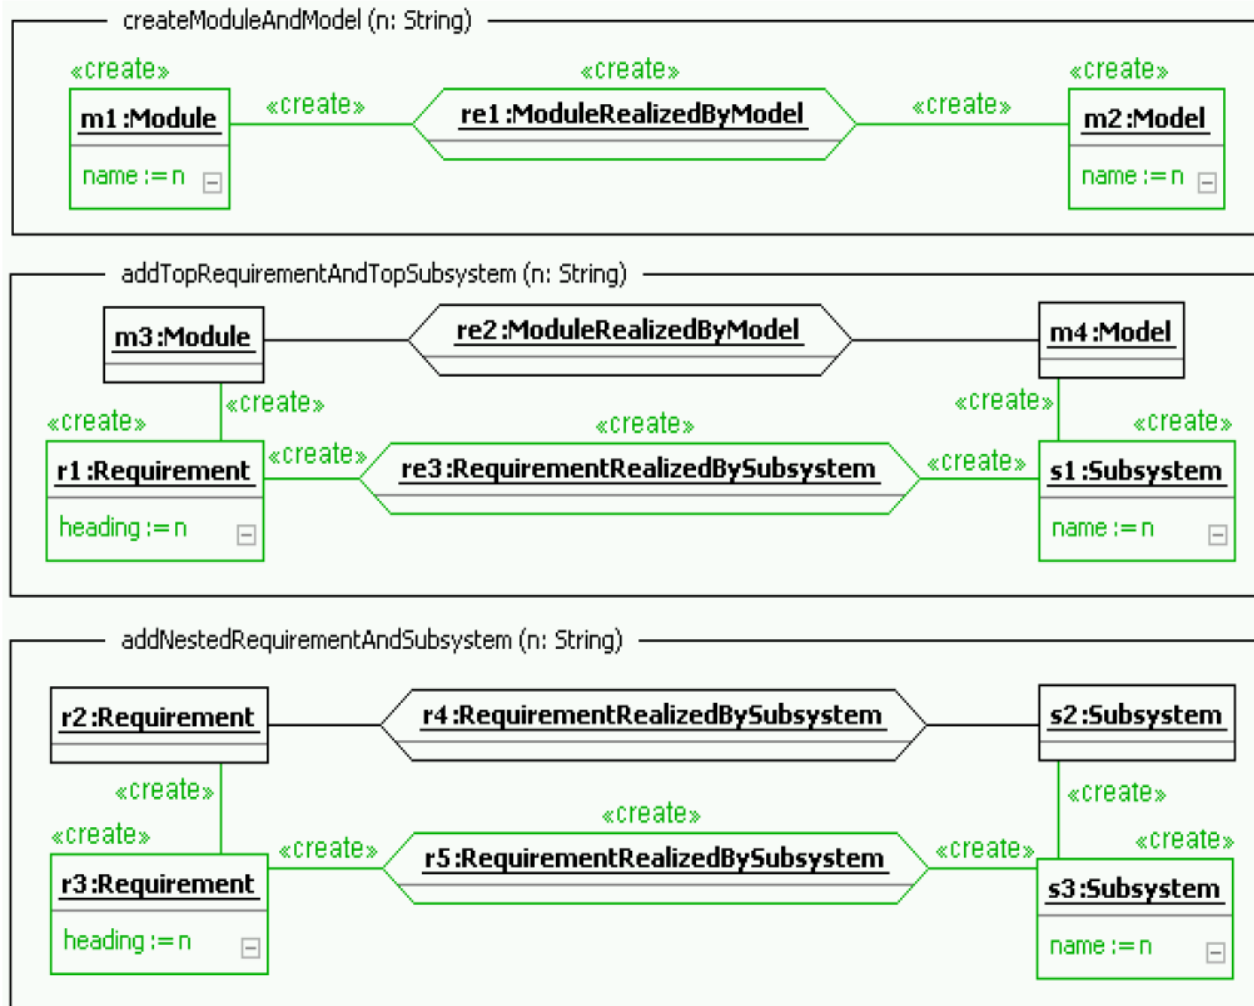 createModuleAndModel (n: String)
«create» «create» «create»
«create» «create»
m1:Module re1:ModuleRealizedByModel m2:Model
name := n name := n
addTopRequirementAndTopSubsystem (n: String)
m3:Module re2:ModuleRealizedByModel m4:Model
«create» «create»
«create» «create» «create»
«create» «create»
r1:Requirement re3:RequirementRealizedBySubsystem s1:Subsystem
heading := n name := n
addNestedRequirementAndSubsystem (n: String)
r2:Requirement r4:RequirementRealizedBySubsystem s2:Subsystem
«create» «create»
«create» «create» «create»
«create» «create»
r3:Requirement r5:RequirementRealizedBySubsystem s3:Subsystem
heading := n name := n